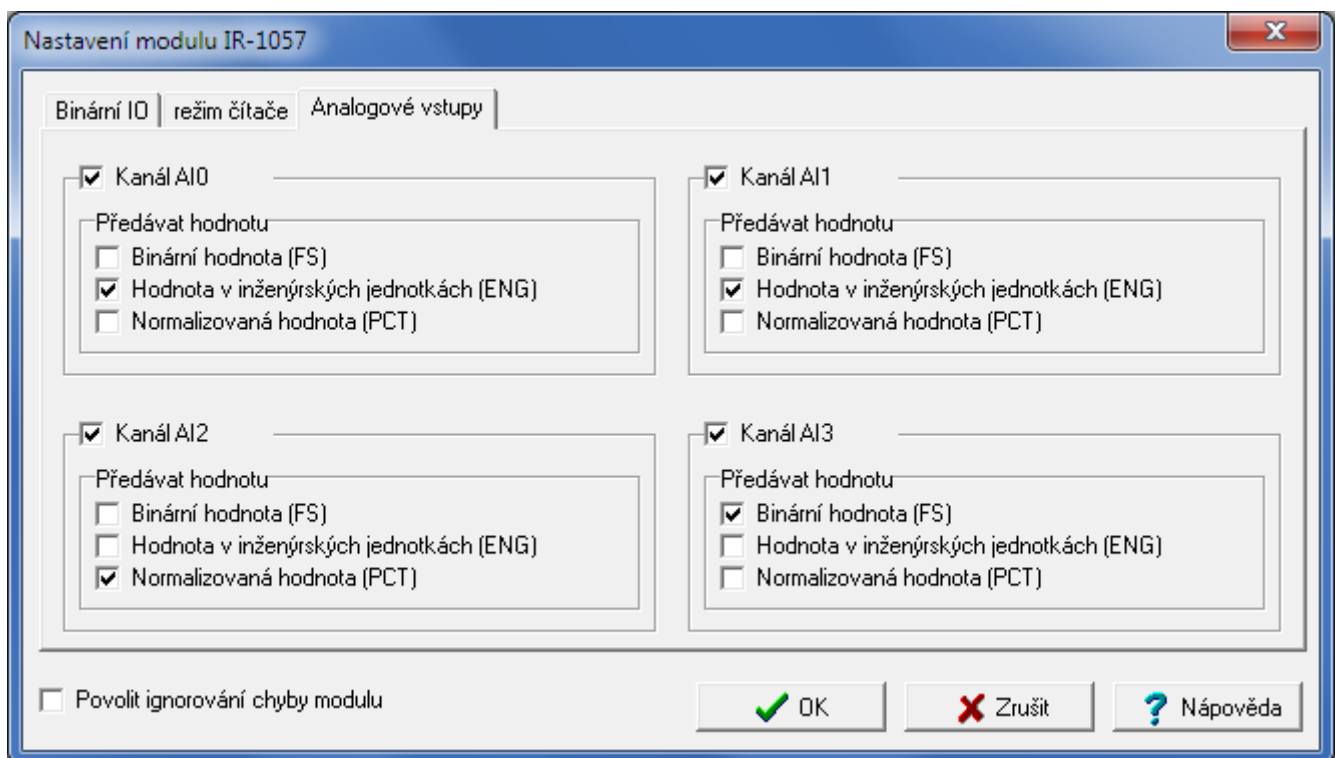 Nastavení modulu IR-1057
Binární IO režim čítače Analogové vstupy
Kanál AI0
Předávat hodnotu
Binární hodnota (FS)
Hodnota v inženýrských jednotkách (ENG)
Normalizovaná hodnota (PCT)
Kanál AI1
Předávat hodnotu
Binární hodnota (FS)
Hodnota v inženýrských jednotkách (ENG)
Normalizovaná hodnota (PCT)
Kanál AI2
Předávat hodnotu
Binární hodnota (FS)
Hodnota v inženýrských jednotkách (ENG)
Normalizovaná hodnota (PCT)
Kanál AI3
Předávat hodnotu
Binární hodnota (FS)
Hodnota v inženýrských jednotkách (ENG)
Normalizovaná hodnota (PCT)
Povolit ignorování chyby modulu
OK Zrušit Nápověda